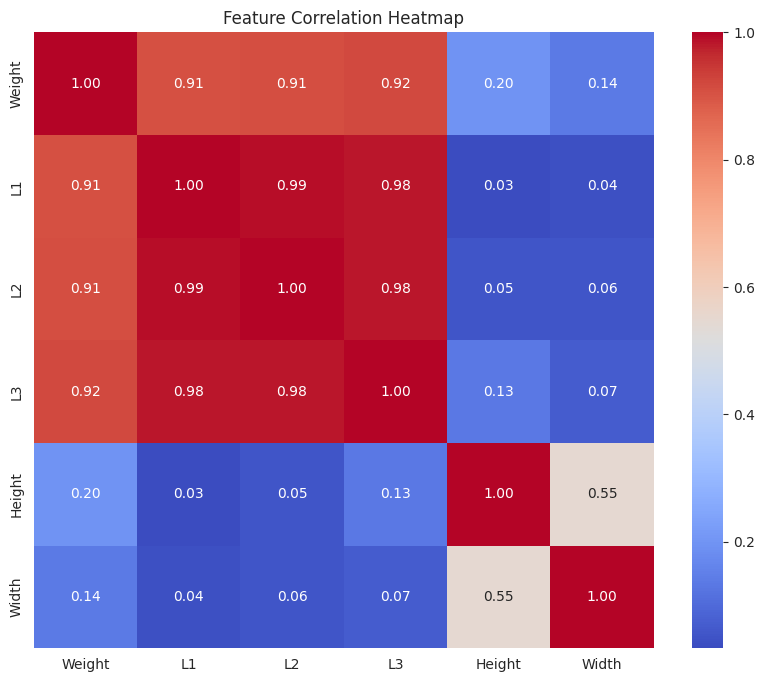 Feature Correlation Heatmap
Weight 1.00 0.91 0.91 0.92 0.20 0.14
L1 0.91 1.00 0.99 0.98 0.03 0.04
L2 0.91 0.99 1.00 0.98 0.05 0.06
L3 0.92 0.98 0.98 1.00 0.13 0.07
Height 0.20 0.03 0.05 0.13 1.00 0.55
Width 0.14 0.04 0.06 0.07 0.55 1.00
Weight L1 L2 L3 Height Width
1.0
0.8
0.6
0.4
0.2